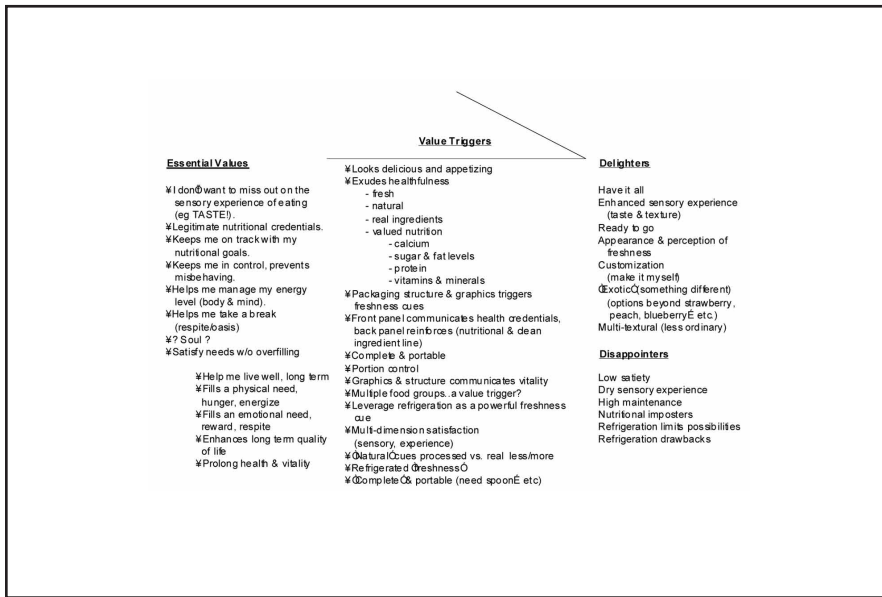 Value Triggers
Essential Values
¥I donÕt want to miss out on the
sensory experience of eating
(eg TASTE!).
¥Legitimate nutritional credentials.
¥Keeps me on track with my
nutritional goals.
¥Keeps me in control, prevents
misbehaving.
¥Helps me manage my energy
level (body & mind).
¥Helps me take a break
(respite/oasis)
¥? Soul ?
¥Satisfy needs w/o overfilling
¥Help me live well, long term
¥Fills a physical need,
hunger, energize
¥Fills an emotional need,
reward, respite
¥Enhances long term quality
of life
¥Prolong health & vitality
¥Looks delicious and appetizing
¥Exudes healthfulness
- fresh
- natural
- real ingredients
- valued nutrition
- calcium
- sugar & fat levels
- protein
- vitamins & minerals
¥Packaging structure & graphics triggers
freshness cues
¥Front panel communicates health credentials,
back panel reinforces (nutritional & clean
ingredient line)
¥Complete & portable
¥Portion control
¥Graphics & structure communicates vitality
¥Multiple food groups..a value trigger?
¥Leverage refrigeration as a powerful freshness
cue
¥Multi-dimension satisfaction
(sensory, experience)
¥ÒNaturalÓ cues processed vs. real less/more
¥Refrigerated ÒfreshnessÓ
¥ÒCompleteÓ & portable (need spoonÉ etc)
Delighters
Have it all
Enhanced sensory experience
(taste & texture)
Ready to go
Appearance & perception of
freshness
Customization
(make it myself)
ÒExoticÓ (something different)
(options beyond strawberry,
peach, blueberryÉ etc.)
Multi-textural (less ordinary)
Disappointers
Low satiety
Dry sensory experience
High maintenance
Nutritional imposters
Refrigeration limits possibilities
Refrigeration drawbacks